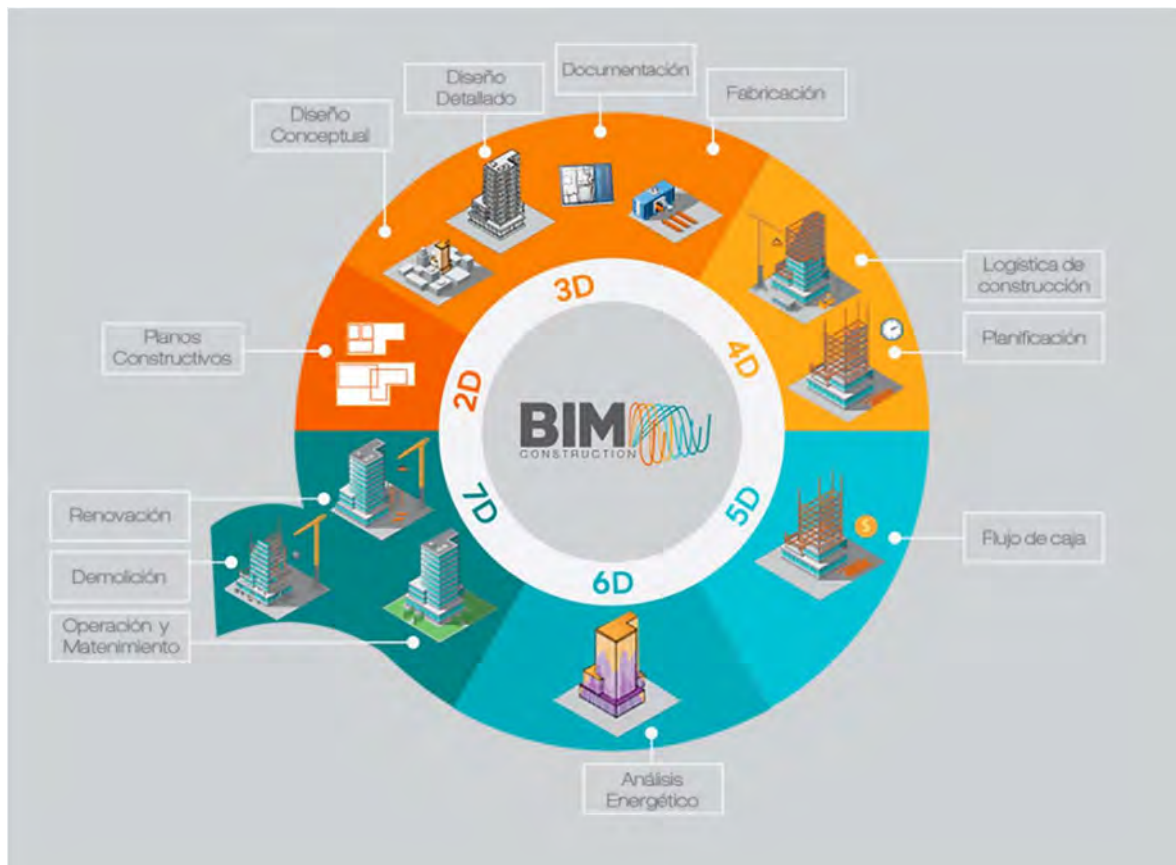 Documentación
Diseño
Detallado
Fabricación
Diseño
Conceptual
Logística de
construcción
Planos
Constructivos
Planificación
3D
4D
2D
BIM
CONSTRUCTION
7D
5D
6D
Renovación
Demolición
Operación y
Matenimiento
$
Flujo de caja
Análisis
Energético